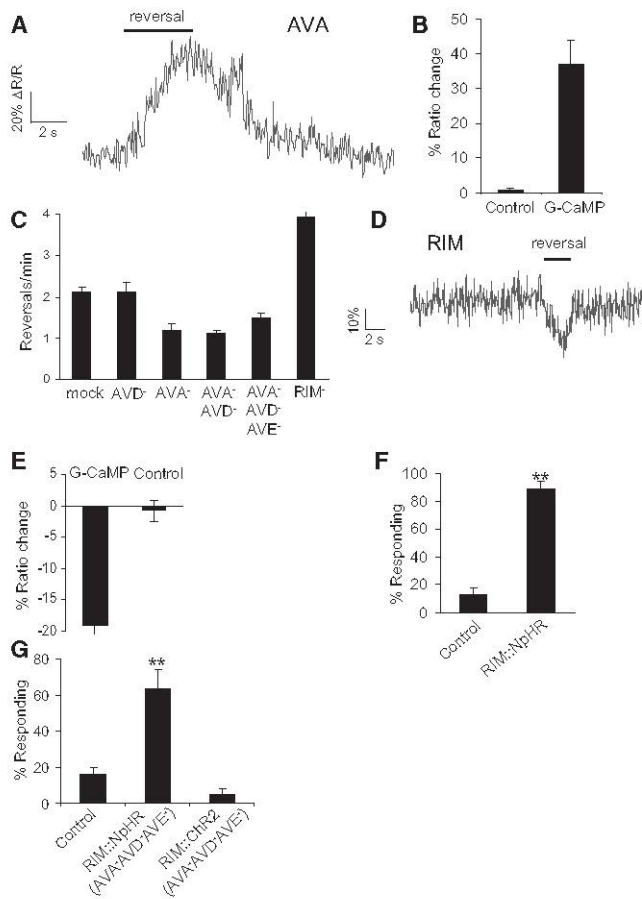 A
reversal
AVA
20% ΔR/R
2 s
B
% Ratio change
50
40
30
20
10
0
Control
G-CaMP
C
Reversals/min
4
3
2
1
0
mock
AVD-
AVA-
AVA-
AVD-
AVA-
AVD-
AVE-
RIM-
D
RIM
reversal
10%
2 s
E
G-CaMP
Control
% Ratio change
5
0
-5
-10
-15
-20
F
% Responding
100
80
60
40
20
0
**
Control
RIM::NpHR
G
% Responding
80
60
40
20
0
**
Control
RIM::NpHR
(AVA-AVD-AVE-)
RIM::ChR2
(AVA-AVD-AVE-)